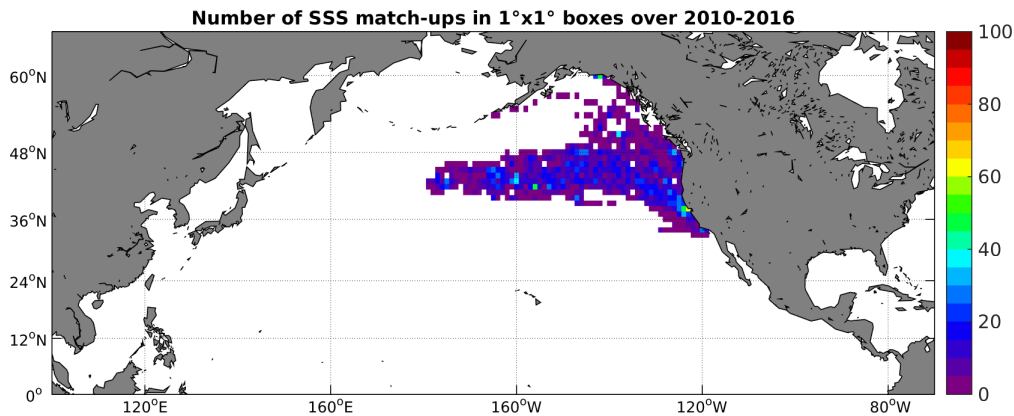 Number of SSS match-ups in 1°x1° boxes over 2010-2016
100
60°N
80
48°N
60
36°N
40
24°N
20
12°N
0°
0
120°E
160°E
160°W
120°W
80°W